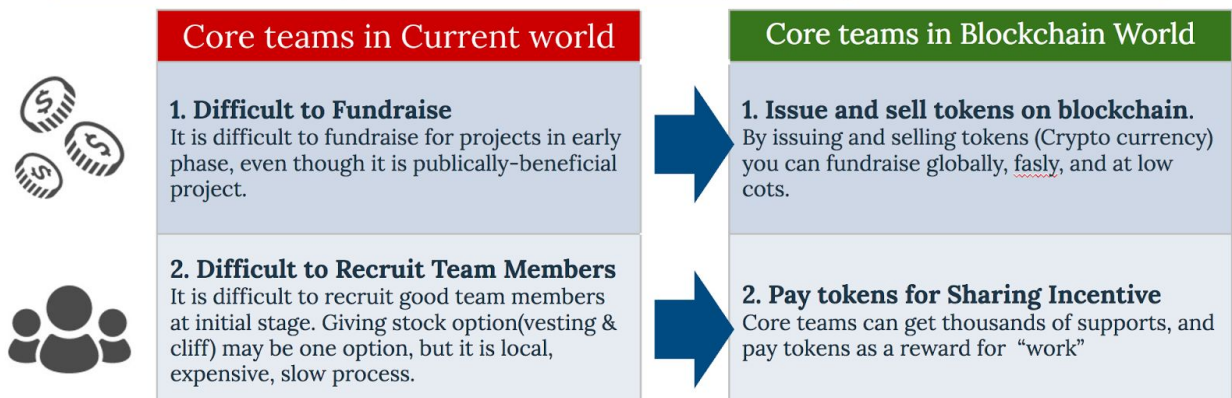 Core teams in Current world
Core teams in Blockchain World
$
$
$
1. Difficult to Fundraise
It is difficult to fundraise for projects in early
phase, even though it is publically-beneficial
project.
1. Issue and sell tokens on blockchain.
By issuing and selling tokens (Crypto currency)
you can fundraise globally, fasly, and at low
cots.
2. Difficult to Recruit Team Members
It is difficult to recruit good team members
at initial stage. Giving stock option(vesting &
cliff) may be one option, but it is local,
expensive, slow process.
2. Pay tokens for Sharing Incentive
Core teams can get thousands of supports, and
pay tokens as a reward for “work”